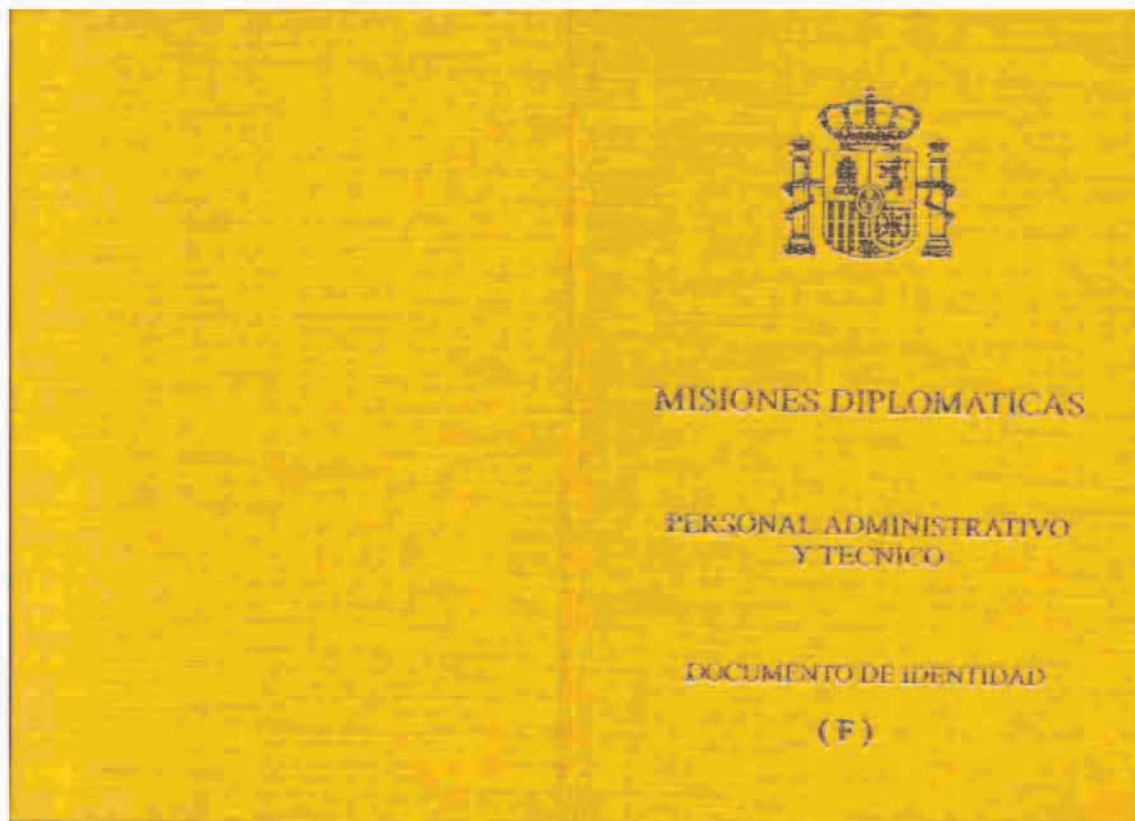 MISIONES DIPLOMATICAS
PERSONAL ADMINISTRATIVO
Y TECNICO
DOCUMENTO DE IDENTIDAD
( F )